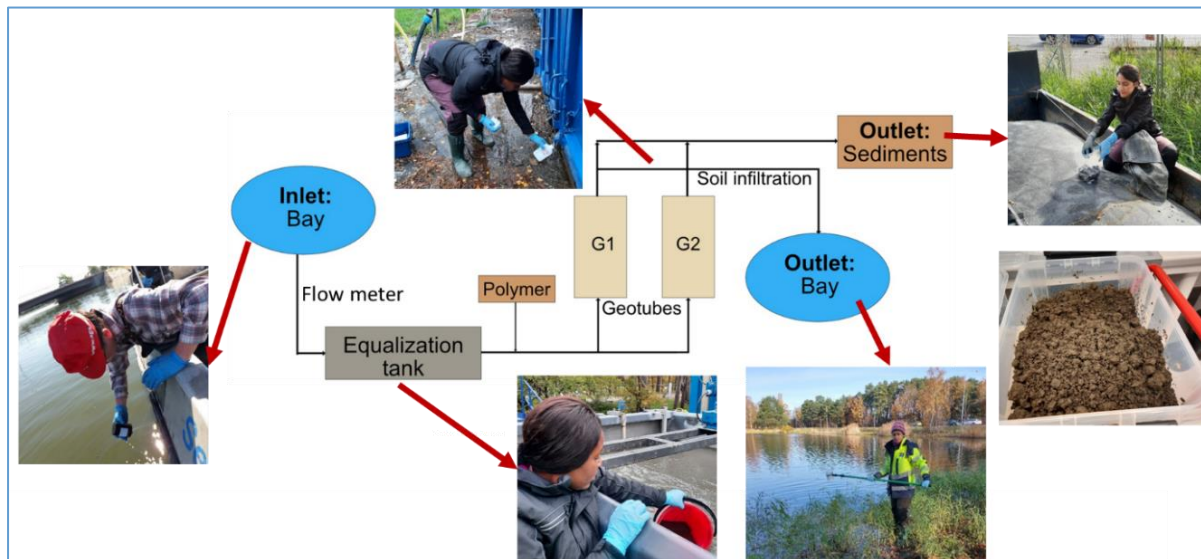 Inlet:
Bay
Flow meter
Equalization
tank
Polymer
G1
G2
Geotubes
Soil infiltration
Outlet:
Sediments
Outlet:
Bay